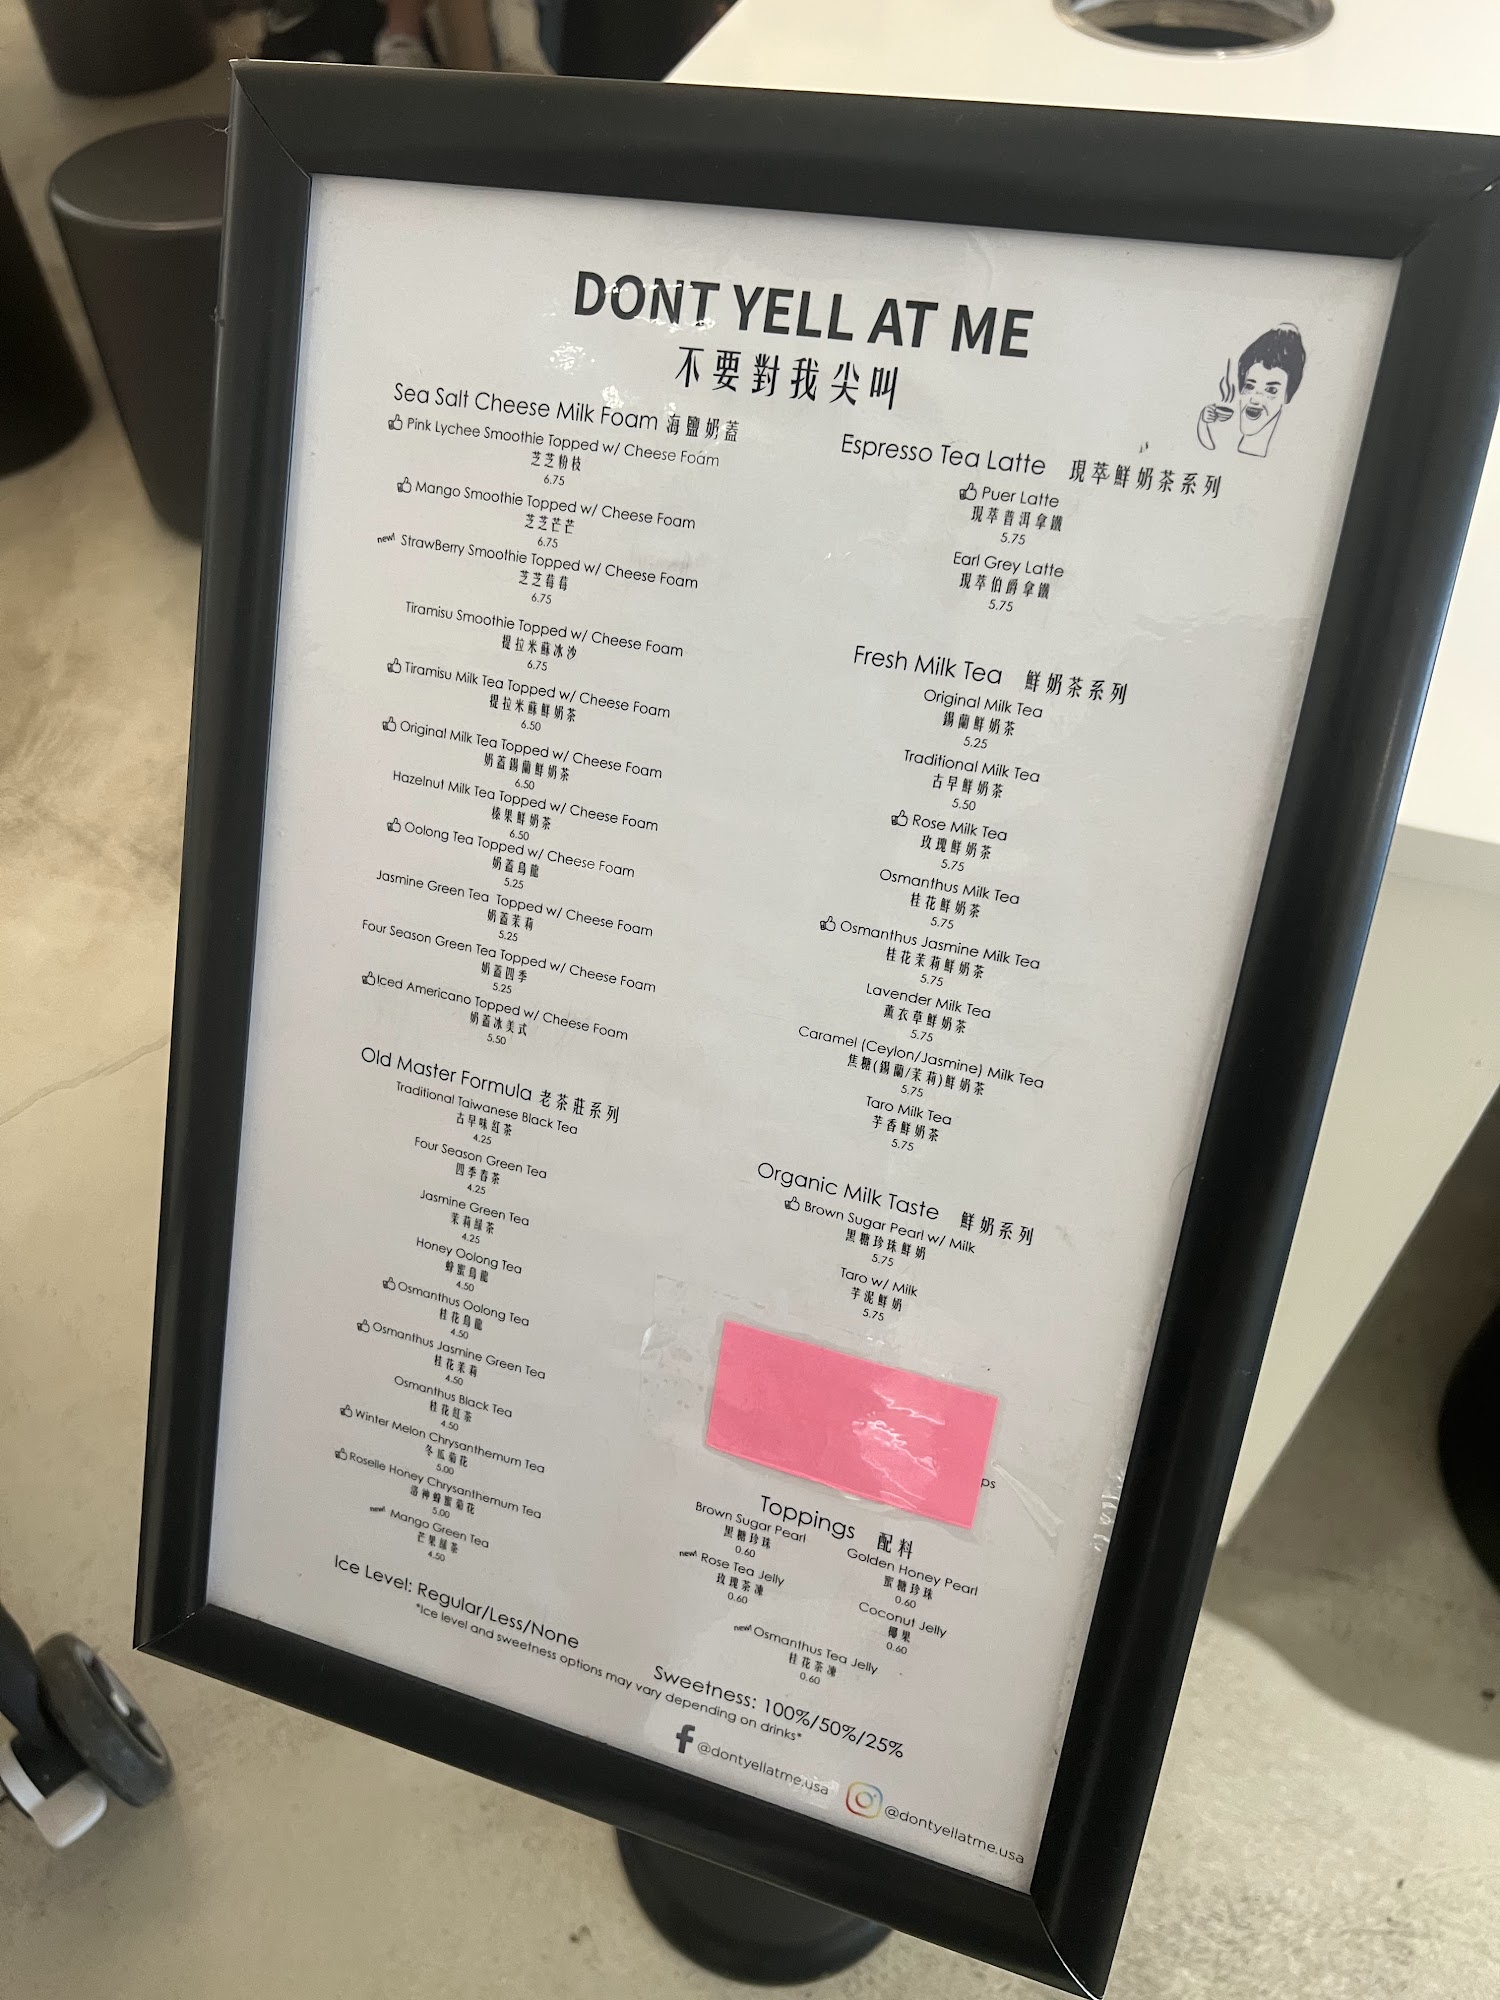 DONT YELL AT ME
不要對我尖叫
Sea Salt Cheese Milk Foam 海鹽奶蓋
Pink Lychee Smoothie Topped w/ Cheese Foam
芝芝粉枝
6.75
Mango Smoothie Topped w/ Cheese Foam
芝芝芒芒
6.75
new! StrawBerry Smoothie Topped w/ Cheese Foam
芝芝莓莓
6.75
Tiramisu Smoothie Topped w/ Cheese Foam
提拉米蘇冰沙
6.75
Tiramisu Milk Tea Topped w/ Cheese Foam
提拉米蘇鮮奶茶
6.50
Original Milk Tea Topped w/ Cheese Foam
奶蓋錫蘭鮮奶茶
6.50
Hazelnut Milk Tea Topped w/ Cheese Foam
榛果鮮奶茶
6.50
Oolong Tea Topped w/ Cheese Foam
奶蓋烏龍
5.25
Jasmine Green Tea Topped w/ Cheese Foam
奶蓋茉莉
5.25
Four Season Green Tea Topped w/ Cheese Foam
奶蓋四季
5.25
Iced Americano Topped w/ Cheese Foam
奶蓋冰美式
5.50
Old Master Formula 老茶莊系列
Traditional Taiwanese Black Tea
古早味紅茶
4.25
Four Season Green Tea
四季春茶
4.25
Jasmine Green Tea
茉莉綠茶
4.25
Honey Oolong Tea
蜂蜜烏龍
4.50
Osmanthus Oolong Tea
桂花烏龍
4.50
Osmanthus Jasmine Green Tea
桂花茉莉
4.50
Osmanthus Black Tea
桂花紅茶
4.50
Winter Melon Chrysanthemum Tea
冬瓜菊花
5.00
Roselle Honey Chrysanthemum Tea
洛神蜂蜜菊花
5.00
new! Mango Green Tea
芒果綠茶
4.50
Espresso Tea Latte 現萃鮮奶茶系列
Puer Latte
現萃普洱拿鐵
5.75
Earl Grey Latte
現萃伯爵拿鐵
5.75
Fresh Milk Tea 鮮奶茶系列
Original Milk Tea
錫蘭鮮奶茶
5.25
Traditional Milk Tea
古早鮮奶茶
5.50
Rose Milk Tea
玫瑰鮮奶茶
5.75
Osmanthus Milk Tea
桂花鮮奶茶
5.75
Osmanthus Jasmine Milk Tea
桂花茉莉鮮奶茶
5.75
Lavender Milk Tea
薰衣草鮮奶茶
5.75
Caramel (Ceylon/Jasmine) Milk Tea
焦糖(錫蘭/茉莉)鮮奶茶
5.75
Taro Milk Tea
芋香鮮奶茶
5.75
Organic Milk Taste 鮮奶系列
Brown Sugar Pearl w/ Milk
黑糖珍珠鮮奶
5.75
Taro w/ Milk
芋泥鮮奶
5.75
ps
Toppings 配料
Brown Sugar Pearl
黑糖珍珠
0.60
Golden Honey Pearl
蜜糖珍珠
0.60
new! Rose Tea Jelly
玫瑰茶凍
0.60
Coconut Jelly
椰果
0.60
new! Osmanthus Tea Jelly
桂花茶凍
0.60
Ice Level: Regular/Less/None
Sweetness: 100%/50%/25%
*Ice level and sweetness options may vary depending on drinks*
@dontyellatme.usa
@dontyellatme.usa